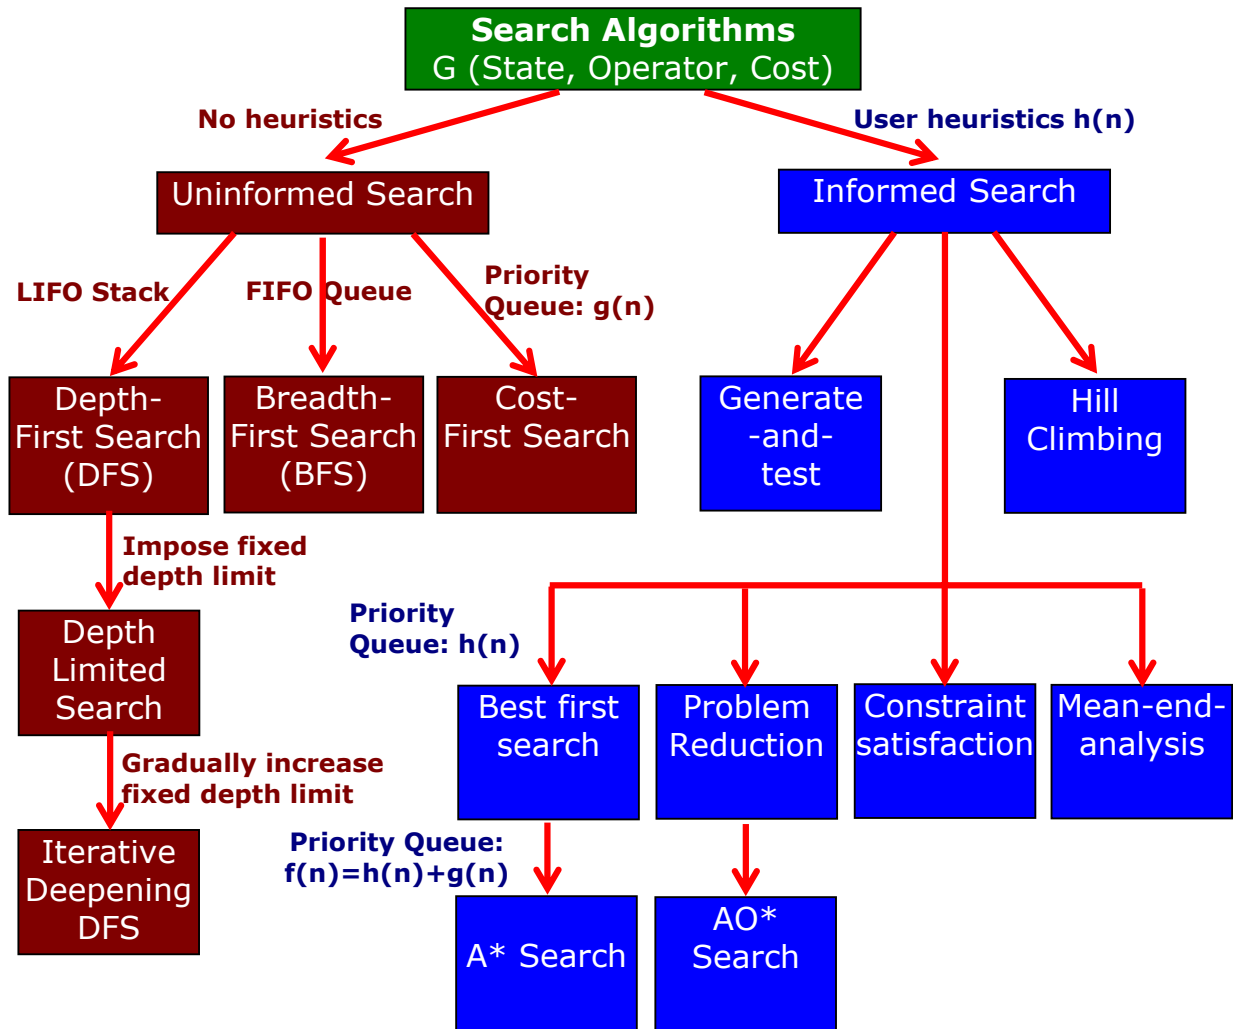 Search Algorithms
G (State, Operator, Cost)
No heuristics
User heuristics h(n)
Uninformed Search
Informed Search
LIFO Stack
FIFO Queue
Priority
Queue: g(n)
Depth-
First Search
(DFS)
Breadth-
First Search
(BFS)
Cost-
First Search
Generate
-and-
test
Hill
Climbing
Impose fixed
depth limit
Depth
Limited
Search
Priority
Queue: h(n)
Best first
search
Problem
Reduction
Constraint
satisfaction
Mean-end-
analysis
Gradually increase
fixed depth limit
Priority Queue:
f(n)=h(n)+g(n)
Iterative
Deepening
DFS
A* Search
AO*
Search